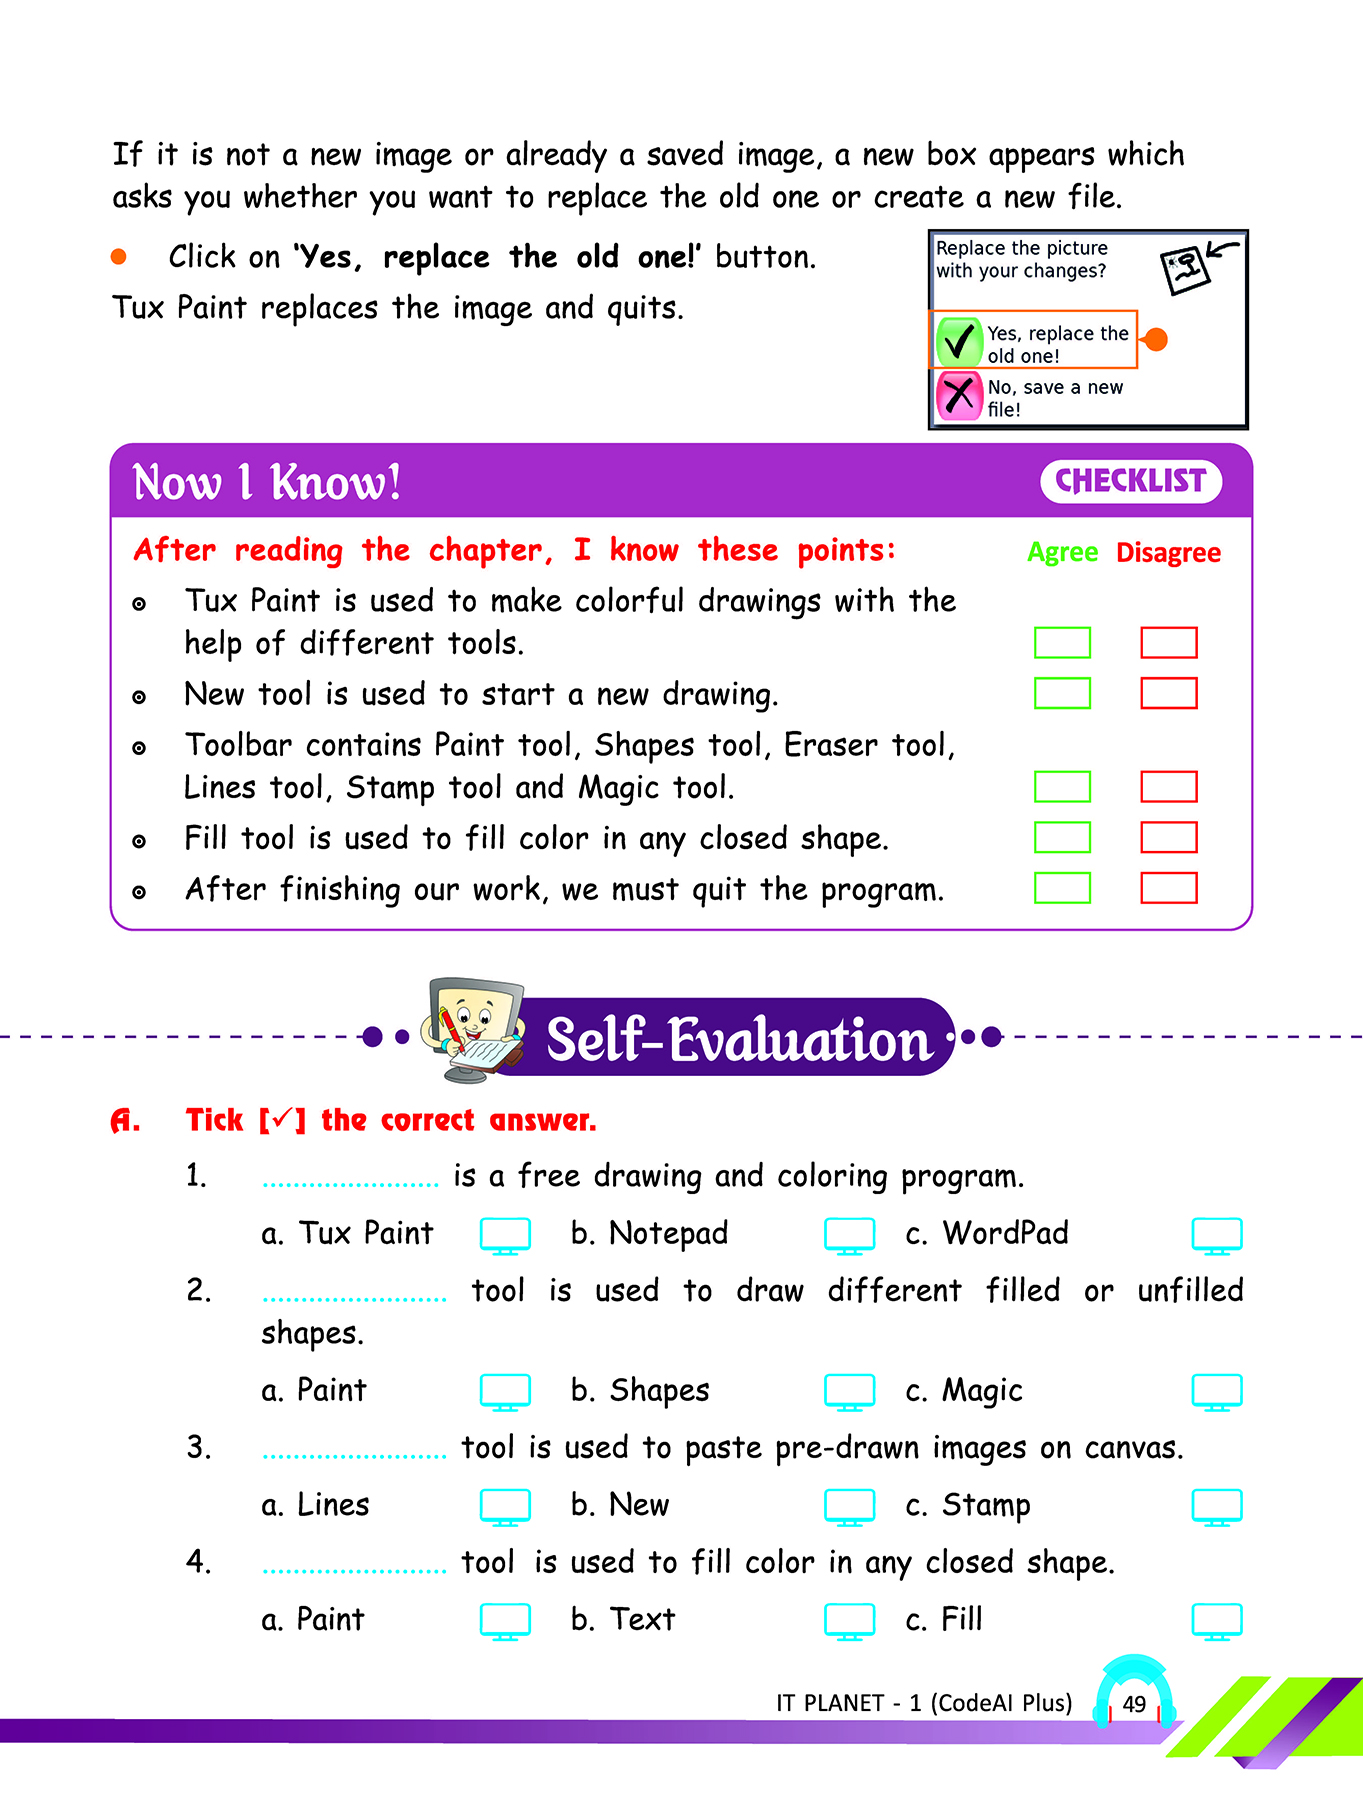 If it is not a new image or already a saved image, a new box appears which
asks you whether you want to replace the old one or create a new file.
Click on ‘Yes, replace the old one!’ button.
Tux Paint replaces the image and quits.
Replace the picture
with your changes?
Yes, replace the
old one!
No, save a new
file!
Now I Know!
CHECKLIST
After reading the chapter, I know these points:
Agree Disagree
Tux Paint is used to make colorful drawings with the
help of different tools.
New tool is used to start a new drawing.
Toolbar contains Paint tool, Shapes tool, Eraser tool,
Lines tool, Stamp tool and Magic tool.
Fill tool is used to fill color in any closed shape.
After finishing our work, we must quit the program.
Self-Evaluation
A. Tick [✓] the correct answer.
1. ....................... is a free drawing and coloring program.
a. Tux Paint b. Notepad c. WordPad
2. ........................ tool is used to draw different filled or unfilled
shapes.
a. Paint b. Shapes c. Magic
3. ........................ tool is used to paste pre-drawn images on canvas.
a. Lines b. New c. Stamp
4. ........................ tool is used to fill color in any closed shape.
a. Paint b. Text c. Fill
IT PLANET - 1 (CodeAI Plus) 49